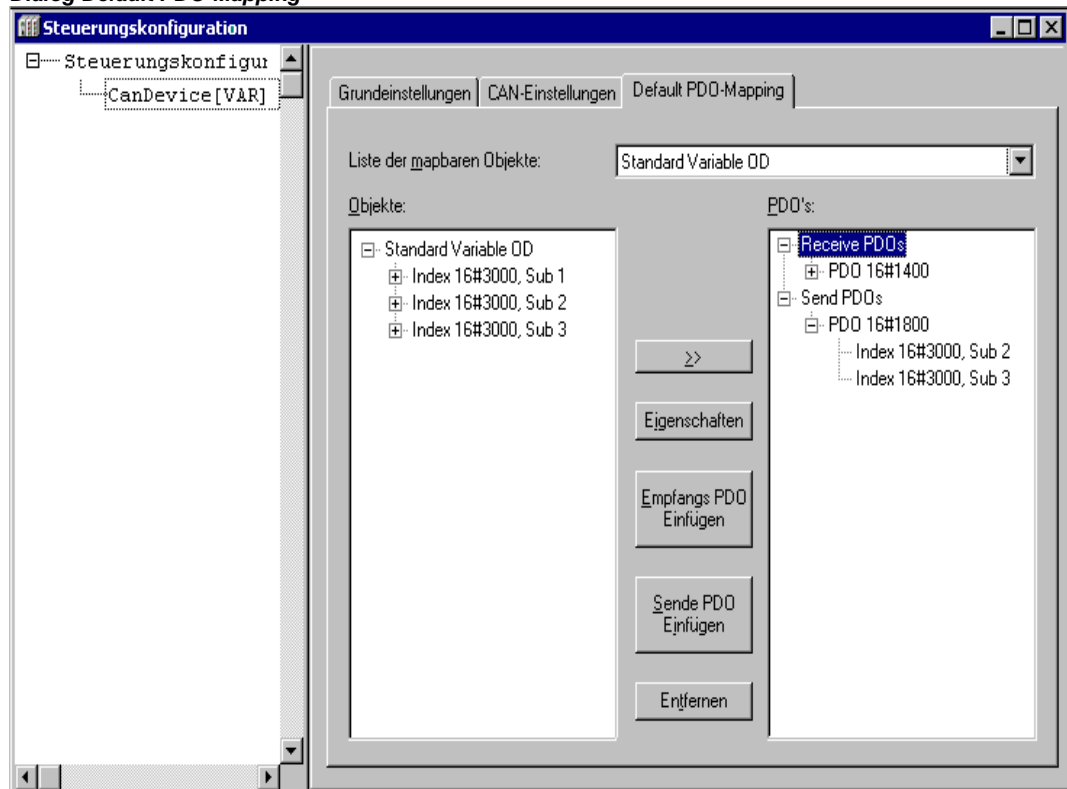 Dialog Default PDO-Mapping
Steuerungskonfiguration
Steuerungskonfigur
CanDevice[VAR]
Grundeinstellungen
CAN-Einstellungen
Default PDO-Mapping
Liste der mapbaren Objekte:
Standard Variable OD
Objekte:
Standard Variable OD
Index 16#3000, Sub 1
Index 16#3000, Sub 2
Index 16#3000, Sub 3
>>
Eigenschaften
Empfangs PDO
Einfügen
Sende PDO
Einfügen
Entfernen
PDO's:
Receive PDOs
PDO 16#1400
Send PDOs
PDO 16#1800
Index 16#3000, Sub 2
Index 16#3000, Sub 3